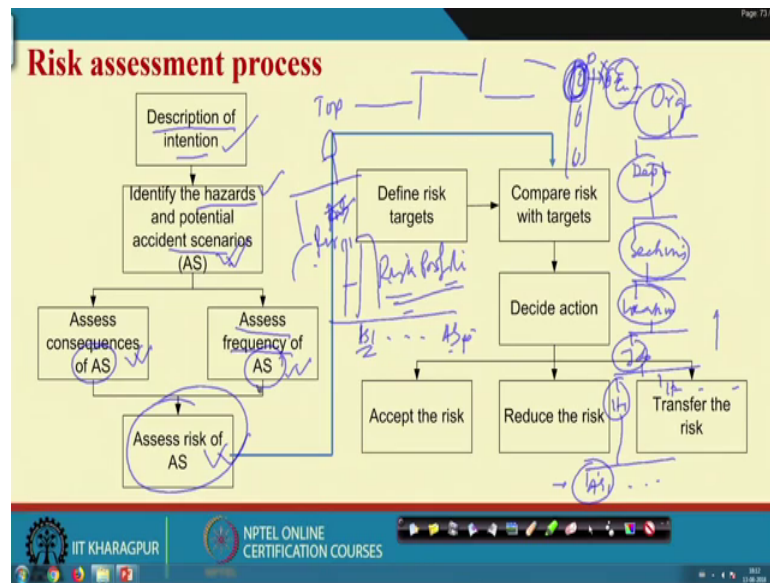 Page: 73
Risk assessment process
Description of
intention
Identify the hazards
and potential
accident scenarios
(AS)
Assess
consequences
of AS
Assess
frequency of
AS
Assess risk of
AS
Define risk
targets
Compare risk
with targets
Decide action
Accept the risk
Reduce the risk
Transfer the
risk
Top
Org
Dept
Risk Profile
IIT KHARAGPUR
NPTEL ONLINE
CERTIFICATION COURSES